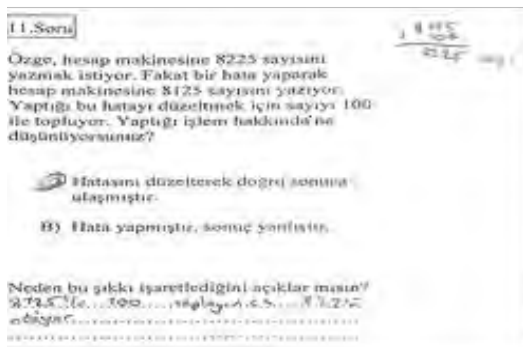 11.Soru
Özge, hesap makinesine 8225 sayısını
yazmak istiyor. Fakat bir hata yaparak
hesap makinesine 8125 sayısını yazıyor.
Yaptığı bu hatayı düzeltmek için sayıyı 100
ile topluyor. Yaptığı işlem hakkında ne
düşünüyorsunuz?
Hatasını düzelterek doğru sonuca
ulaşmıştır.
B) Hata yapmıştır, sonuç yanlıştır.
Neden bu şıkkı işaretlediğini açıklar mısın?
8125 ile 100
oluyor